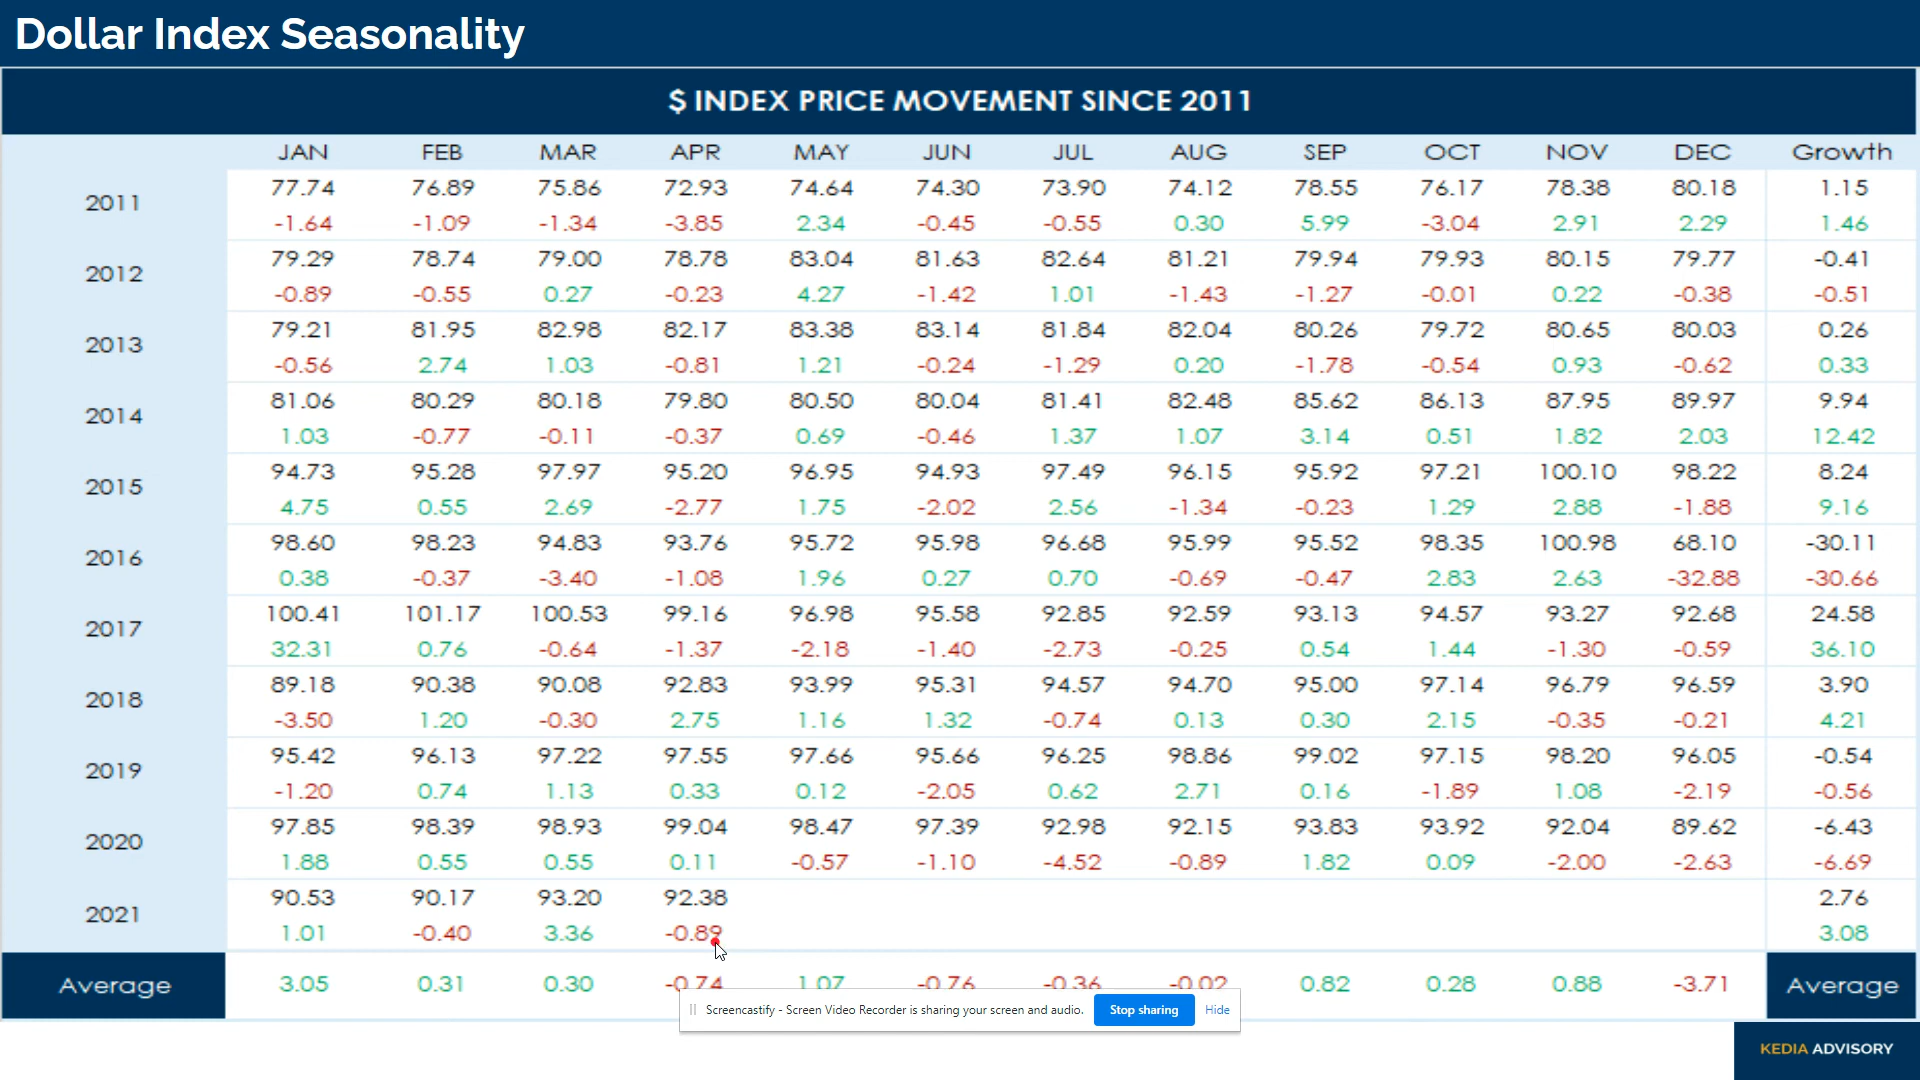 Dollar Index Seasonality
$ INDEX PRICE MOVEMENT SINCE 2011
JAN FEB MAR APR MAY JUN JUL AUG SEP OCT NOV DEC Growth
77.74 76.89 75.86 72.93 74.64 74.30 73.90 74.12 78.55 76.17 78.38 80.18 1.15
2011
-1.64 -1.09 -1.34 -3.85 2.34 -0.45 -0.55 0.30 5.99 -3.04 2.91 2.29 1.46
79.29 78.74 79.00 78.78 83.04 81.63 82.64 81.21 79.94 79.93 80.15 79.77 -0.41
2012
-0.89 -0.55 0.27 -0.23 4.27 -1.42 1.01 -1.43 -1.27 -0.01 0.22 -0.38 -0.51
79.21 81.95 82.98 82.17 83.38 83.14 81.84 82.04 80.26 79.72 80.65 80.03 0.26
2013
-0.56 2.74 1.03 -0.81 1.21 -0.24 -1.29 0.20 -1.78 -0.54 0.93 -0.62 0.33
81.06 80.29 80.18 79.80 80.50 80.04 81.41 82.48 85.62 86.13 87.95 89.97 9.94
2014
1.03 -0.77 -0.11 -0.37 0.69 -0.46 1.37 1.07 3.14 0.51 1.82 2.03 12.42
94.73 95.28 97.97 95.20 96.95 94.93 97.49 96.15 95.92 97.21 100.10 98.22 8.24
2015
4.75 0.55 2.69 -2.77 1.75 -2.02 2.56 -1.34 -0.23 1.29 2.88 -1.88 9.16
98.60 98.23 94.83 93.76 95.72 95.98 96.68 95.99 95.52 98.35 100.98 68.10 -30.11
2016
0.38 -0.37 -3.40 -1.08 1.96 0.27 0.70 -0.69 -0.47 2.83 2.63 -32.88 -30.66
100.41 101.17 100.53 99.16 96.98 95.58 92.85 92.59 93.13 94.57 93.27 92.68 24.58
2017
32.31 0.76 -0.64 -1.37 -2.18 -1.40 -2.73 -0.25 0.54 1.44 -1.30 -0.59 36.10
89.18 90.38 90.08 92.83 93.99 95.31 94.57 94.70 95.00 97.14 96.79 96.59 3.90
2018
-3.50 1.20 -0.30 2.75 1.16 1.32 -0.74 0.13 0.30 2.15 -0.35 -0.21 4.21
95.42 96.13 97.22 97.55 97.66 95.66 96.25 98.86 99.02 97.15 98.20 96.05 -0.54
2019
-1.20 0.74 1.13 0.33 0.12 -2.05 0.62 2.71 0.16 -1.89 1.08 -2.19 -0.56
97.85 98.39 98.93 99.04 98.47 97.39 92.98 92.15 93.83 93.92 92.04 89.62 -6.43
2020
1.88 0.55 0.55 0.11 -0.57 -1.10 -4.52 -0.89 1.82 0.09 -2.00 -2.63 -6.69
90.53 90.17 93.20 92.38 2.76
2021
1.01 -0.40 3.36 -0.89 3.08
Average 3.05 0.31 0.30 -0.74 1.07 -0.76 -0.36 -0.02 0.82 0.28 0.88 -3.71 Average
Screencastify - Screen Video Recorder is sharing your screen and audio. Stop sharing Hide
KEDIA ADVISORY